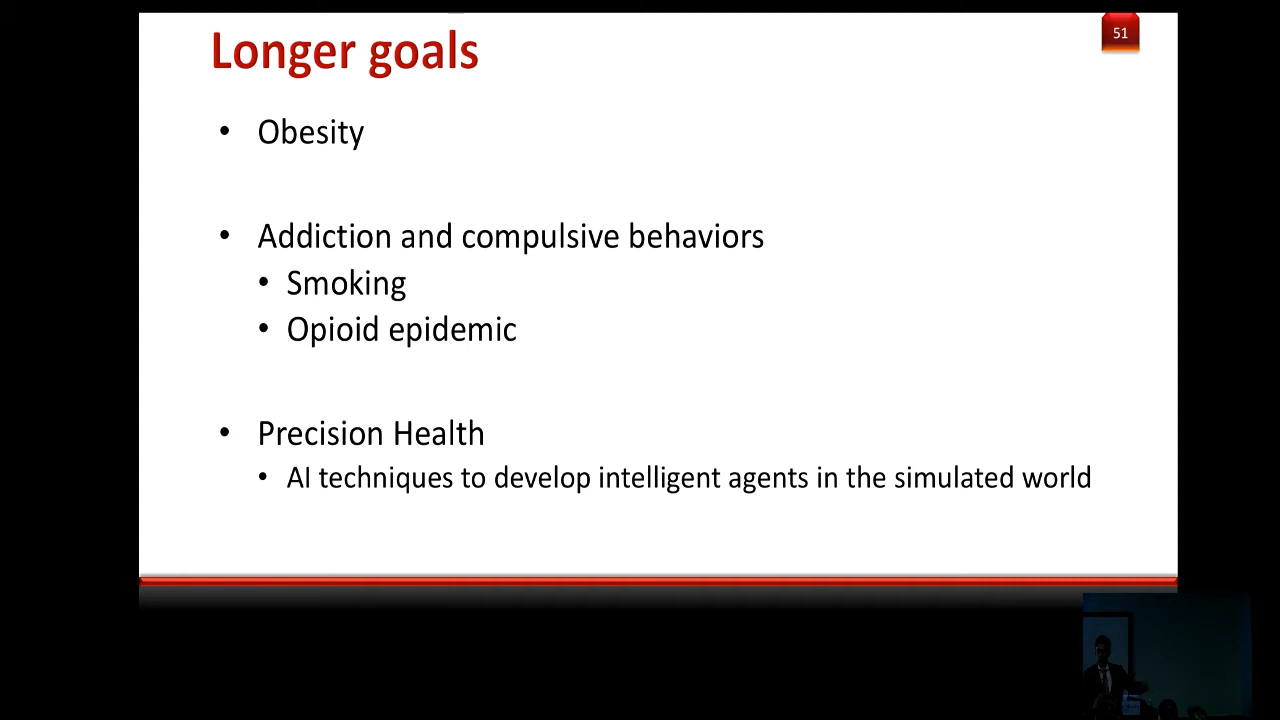 Longer goals
51
• Obesity
• Addiction and compulsive behaviors
• Smoking
• Opioid epidemic
• Precision Health
• AI techniques to develop intelligent agents in the simulated world